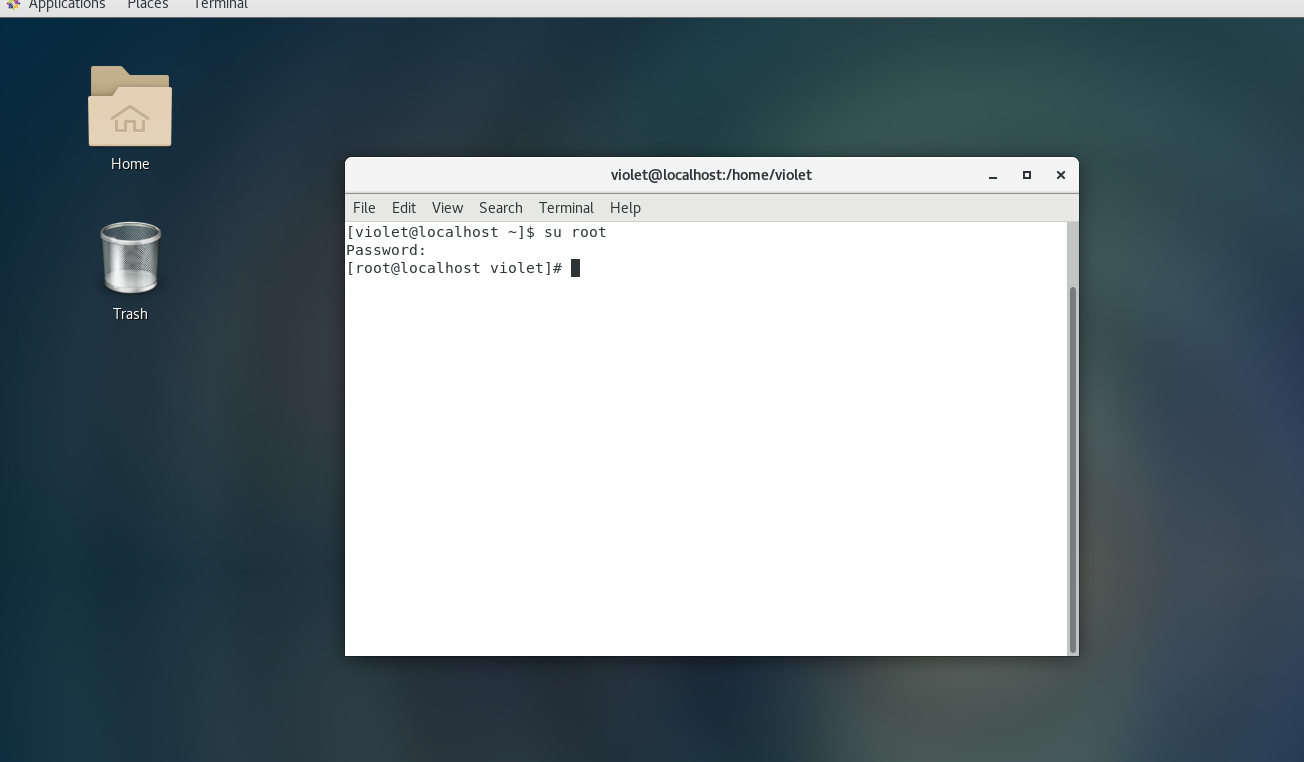 Applications Places Terminal
Home
Trash
violet@localhost:/home/violet
File Edit View Search Terminal Help
[violet@localhost ~]$ su root
Password:
[root@localhost violet]#